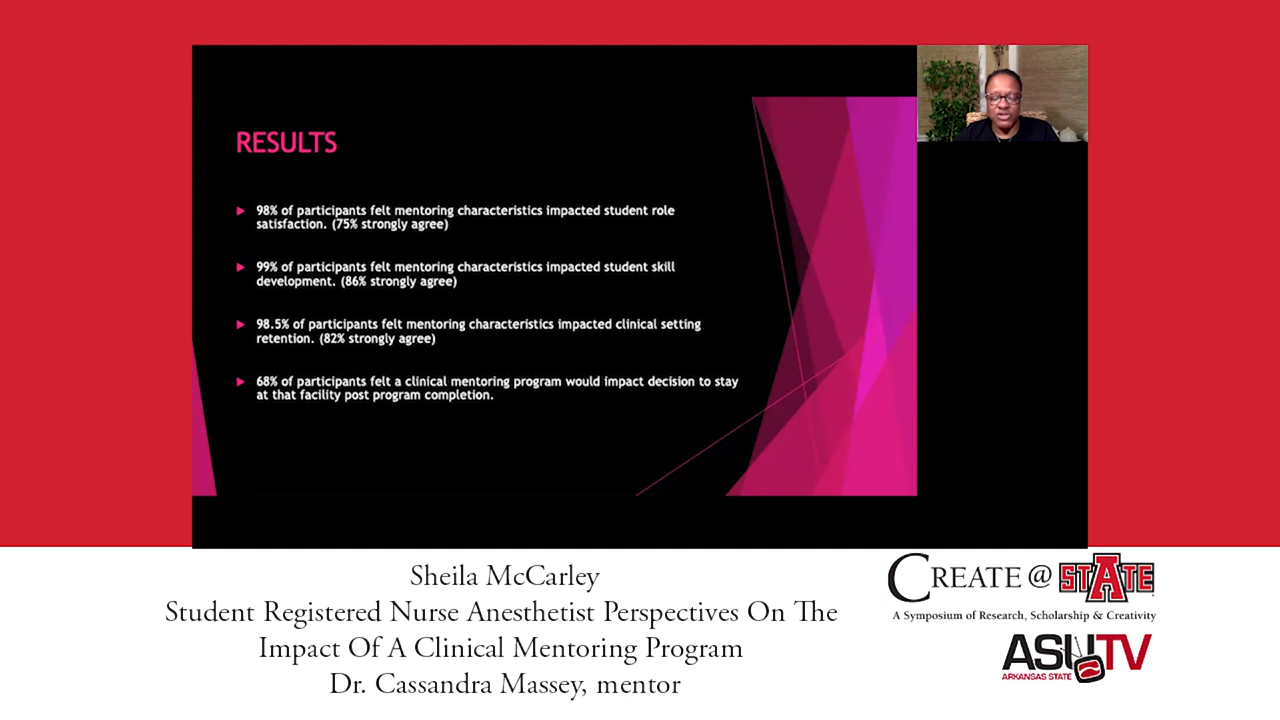 RESULTS
98% of participants felt mentoring characteristics impacted student role
satisfaction. (75% strongly agree)
99% of participants felt mentoring characteristics impacted student skill
development. (86% strongly agree)
98.5% of participants felt mentoring characteristics impacted clinical setting
retention. (82% strongly agree)
68% of participants felt a clinical mentoring program would impact decision to stay
at that facility post program completion.
Sheila McCarley
Student Registered Nurse Anesthetist Perspectives On The
Impact Of A Clinical Mentoring Program
Dr. Cassandra Massey, mentor
CREATE @ STATE
A Symposium of Research, Scholarship & Creativity
ASUTV
ARKANSAS STATE